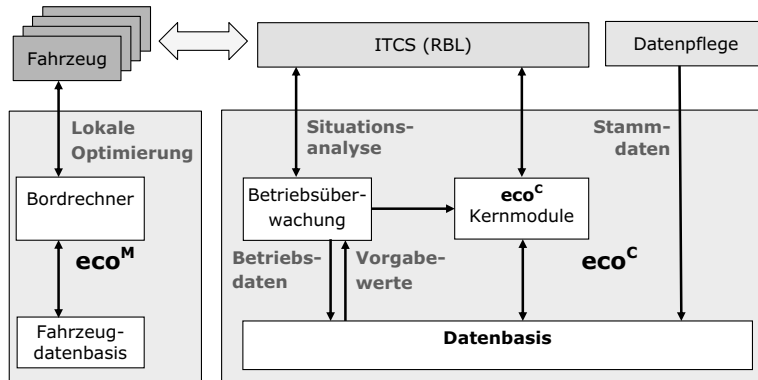 Fahrzeug
ITCS (RBL)
Datenpflege
Lokale
Optimierung
Situations-
analyse
Stamm-
daten
Bordrechner
Betriebsüber-
wachung
eco^C
Kernmodule
eco^M
Betriebs-
daten
Vorgabe-
werte
eco^C
Fahrzeug-
datenbasis
Datenbasis